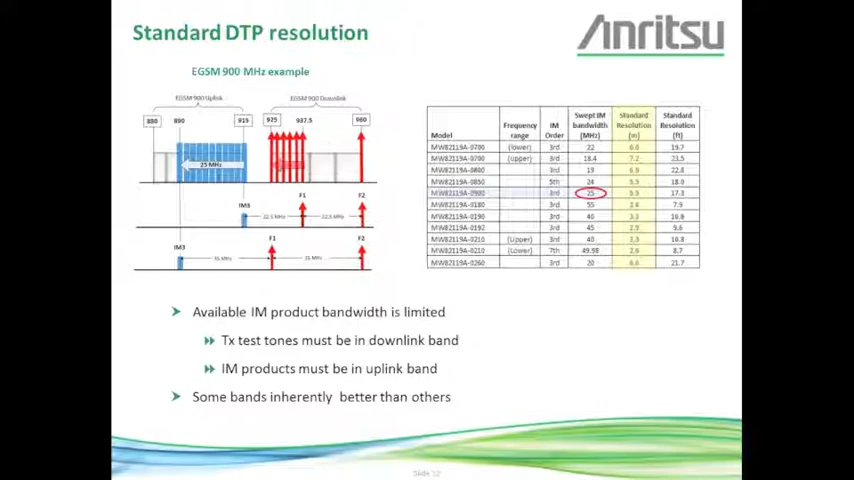 Standard DTP resolution
Anritsu
EGSM 900 MHz example
EGSM 900 Uplink
EGSM 900 Downlink
880
890
915
925
937.5
960
25 MHz
F1
F2
IM3
22.5 MHz
22.5 MHz
F1
F2
IM3
35 MHz
35 MHz
Model Frequency range IM Order Swept IM bandwidth (MHz) Standard Resolution (m) Standard Resolution (ft)
MW82119A-0700 (lower) 3rd 22 6.0 19.7
MW82119A-0700 (upper) 3rd 18.4 7.2 23.5
MW82119A-0800 3rd 19 6.9 22.8
MW82119A-0850 5th 24 5.5 18.0
MW82119A-0900 3rd 25 5.3 17.3
MW82119A-0180 3rd 55 2.4 7.9
MW82119A-0190 3rd 40 3.3 10.8
MW82119A-0192 3rd 45 2.9 9.6
MW82119A-0210 (Upper) 3rd 40 3.3 10.8
MW82119A-0210 (Lower) 7th 49.98 8.7
MW82119A-0260 3rd 20 6.6 21.7
Available IM product bandwidth is limited
Tx test tones must be in downlink band
IM products must be in uplink band
Some bands inherently better than others
Slide 12